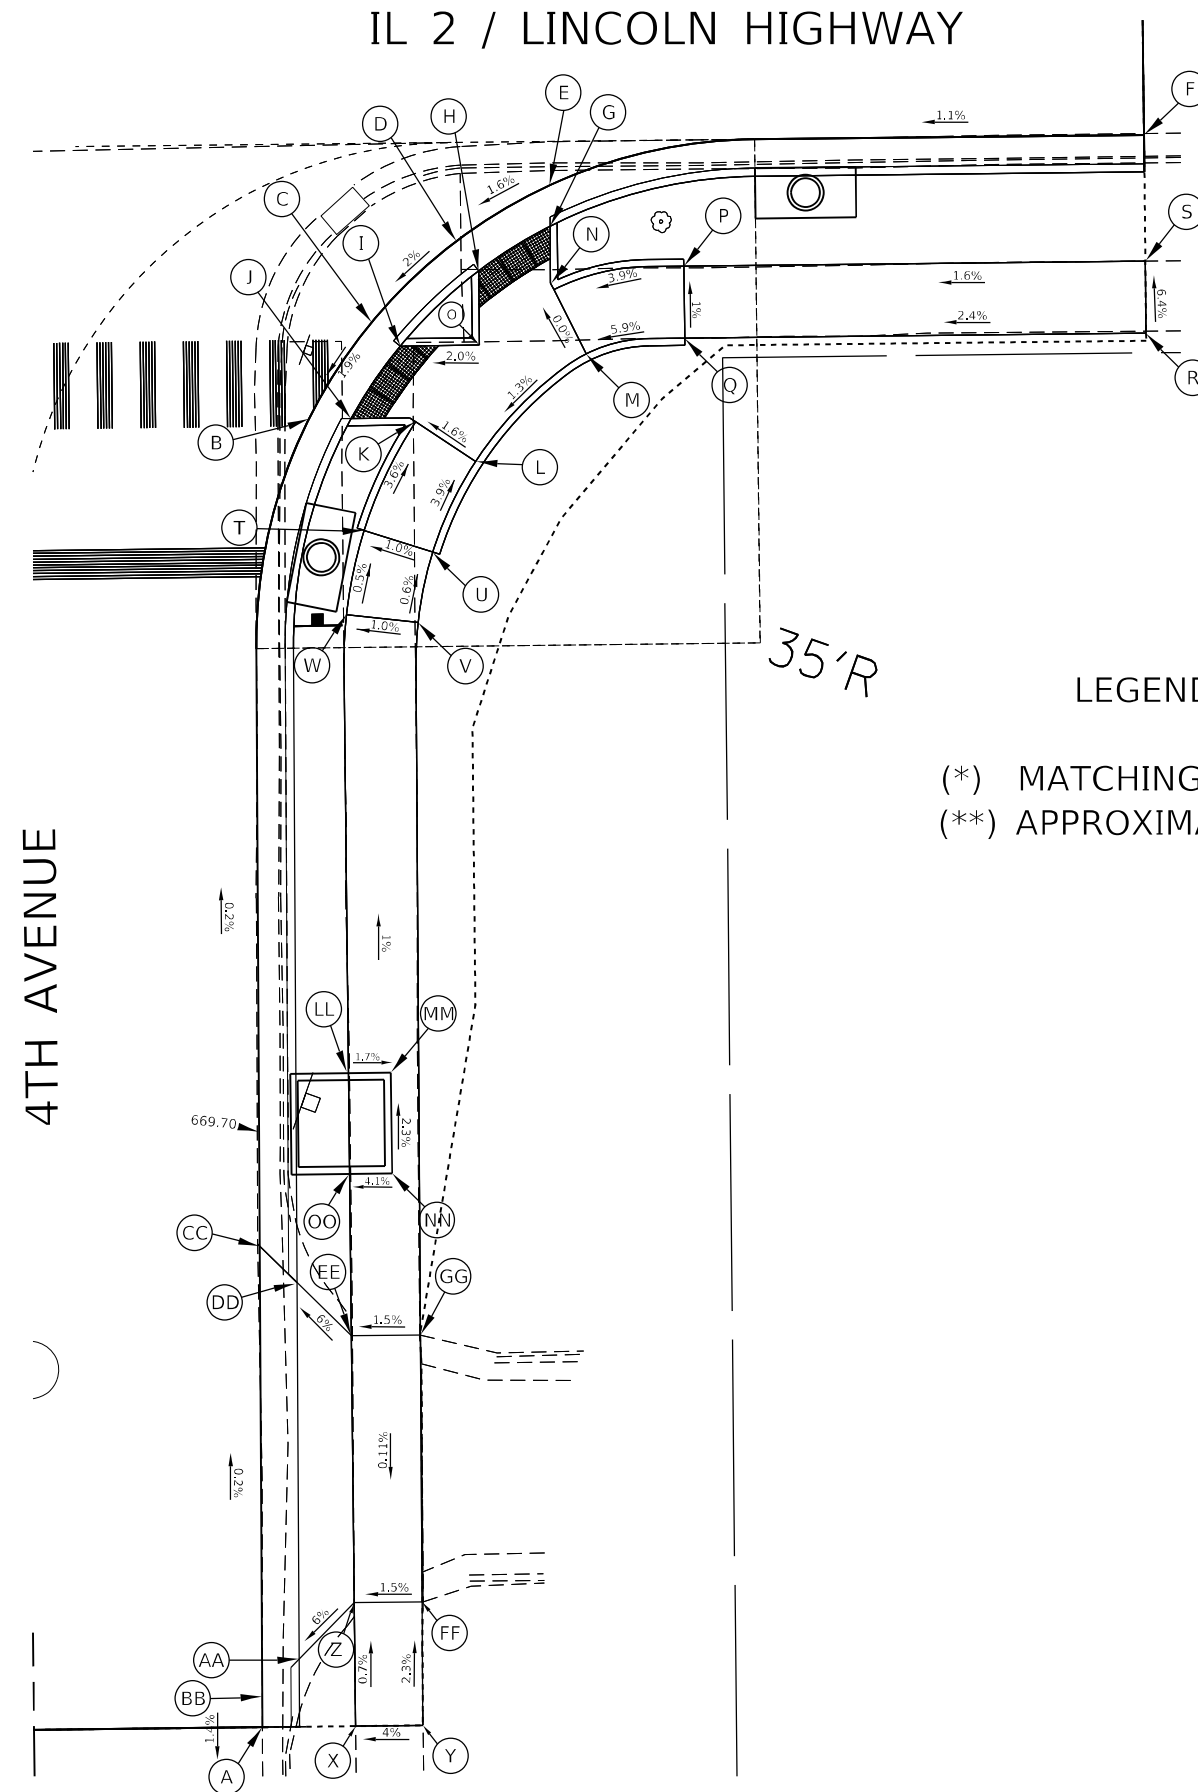 IL 2 / LINCOLN HIGHWAY
E
F
G
H
D
1.1%
1.6%
C
P
S
I
N
2%
J
3.9%
1.6%
6.4%
O
1%
0.0%
5.9%
2.4%
1.9%
2.0%
Q
R
M
1.3%
B
K
1.6%
L
3.6%
3.9%
T
1.0%
U
0.5%
0.6%
1.0%
W
V
35'R
LEGEND
(*) MATCHING
(**) APPROXIMA
4TH AVENUE
0.2%
1%
LL
MM
1.7%
669.70
2.3%
4.1%
OO
NN
CC
EE
GG
DD
6%
1.5%
0.11%
0.2%
1.5%
6%
Z
FF
AA
0.7%
2.3%
BB
1.4%
4%
A
X
Y